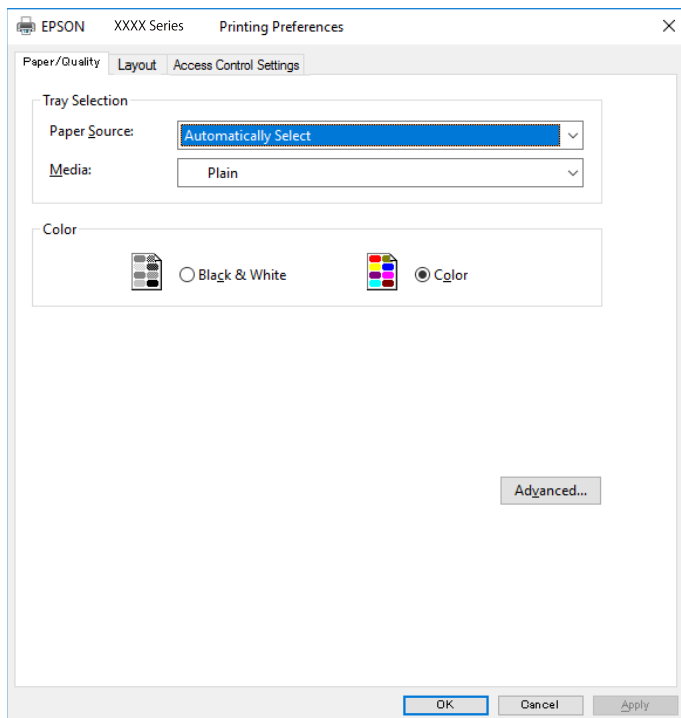 EPSON XXXX Series Printing Preferences
Paper/Quality Layout Access Control Settings
Tray Selection
Paper Source: Automatically Select
Media: Plain
Color
Black & White Color
Advanced...
OK Cancel Apply